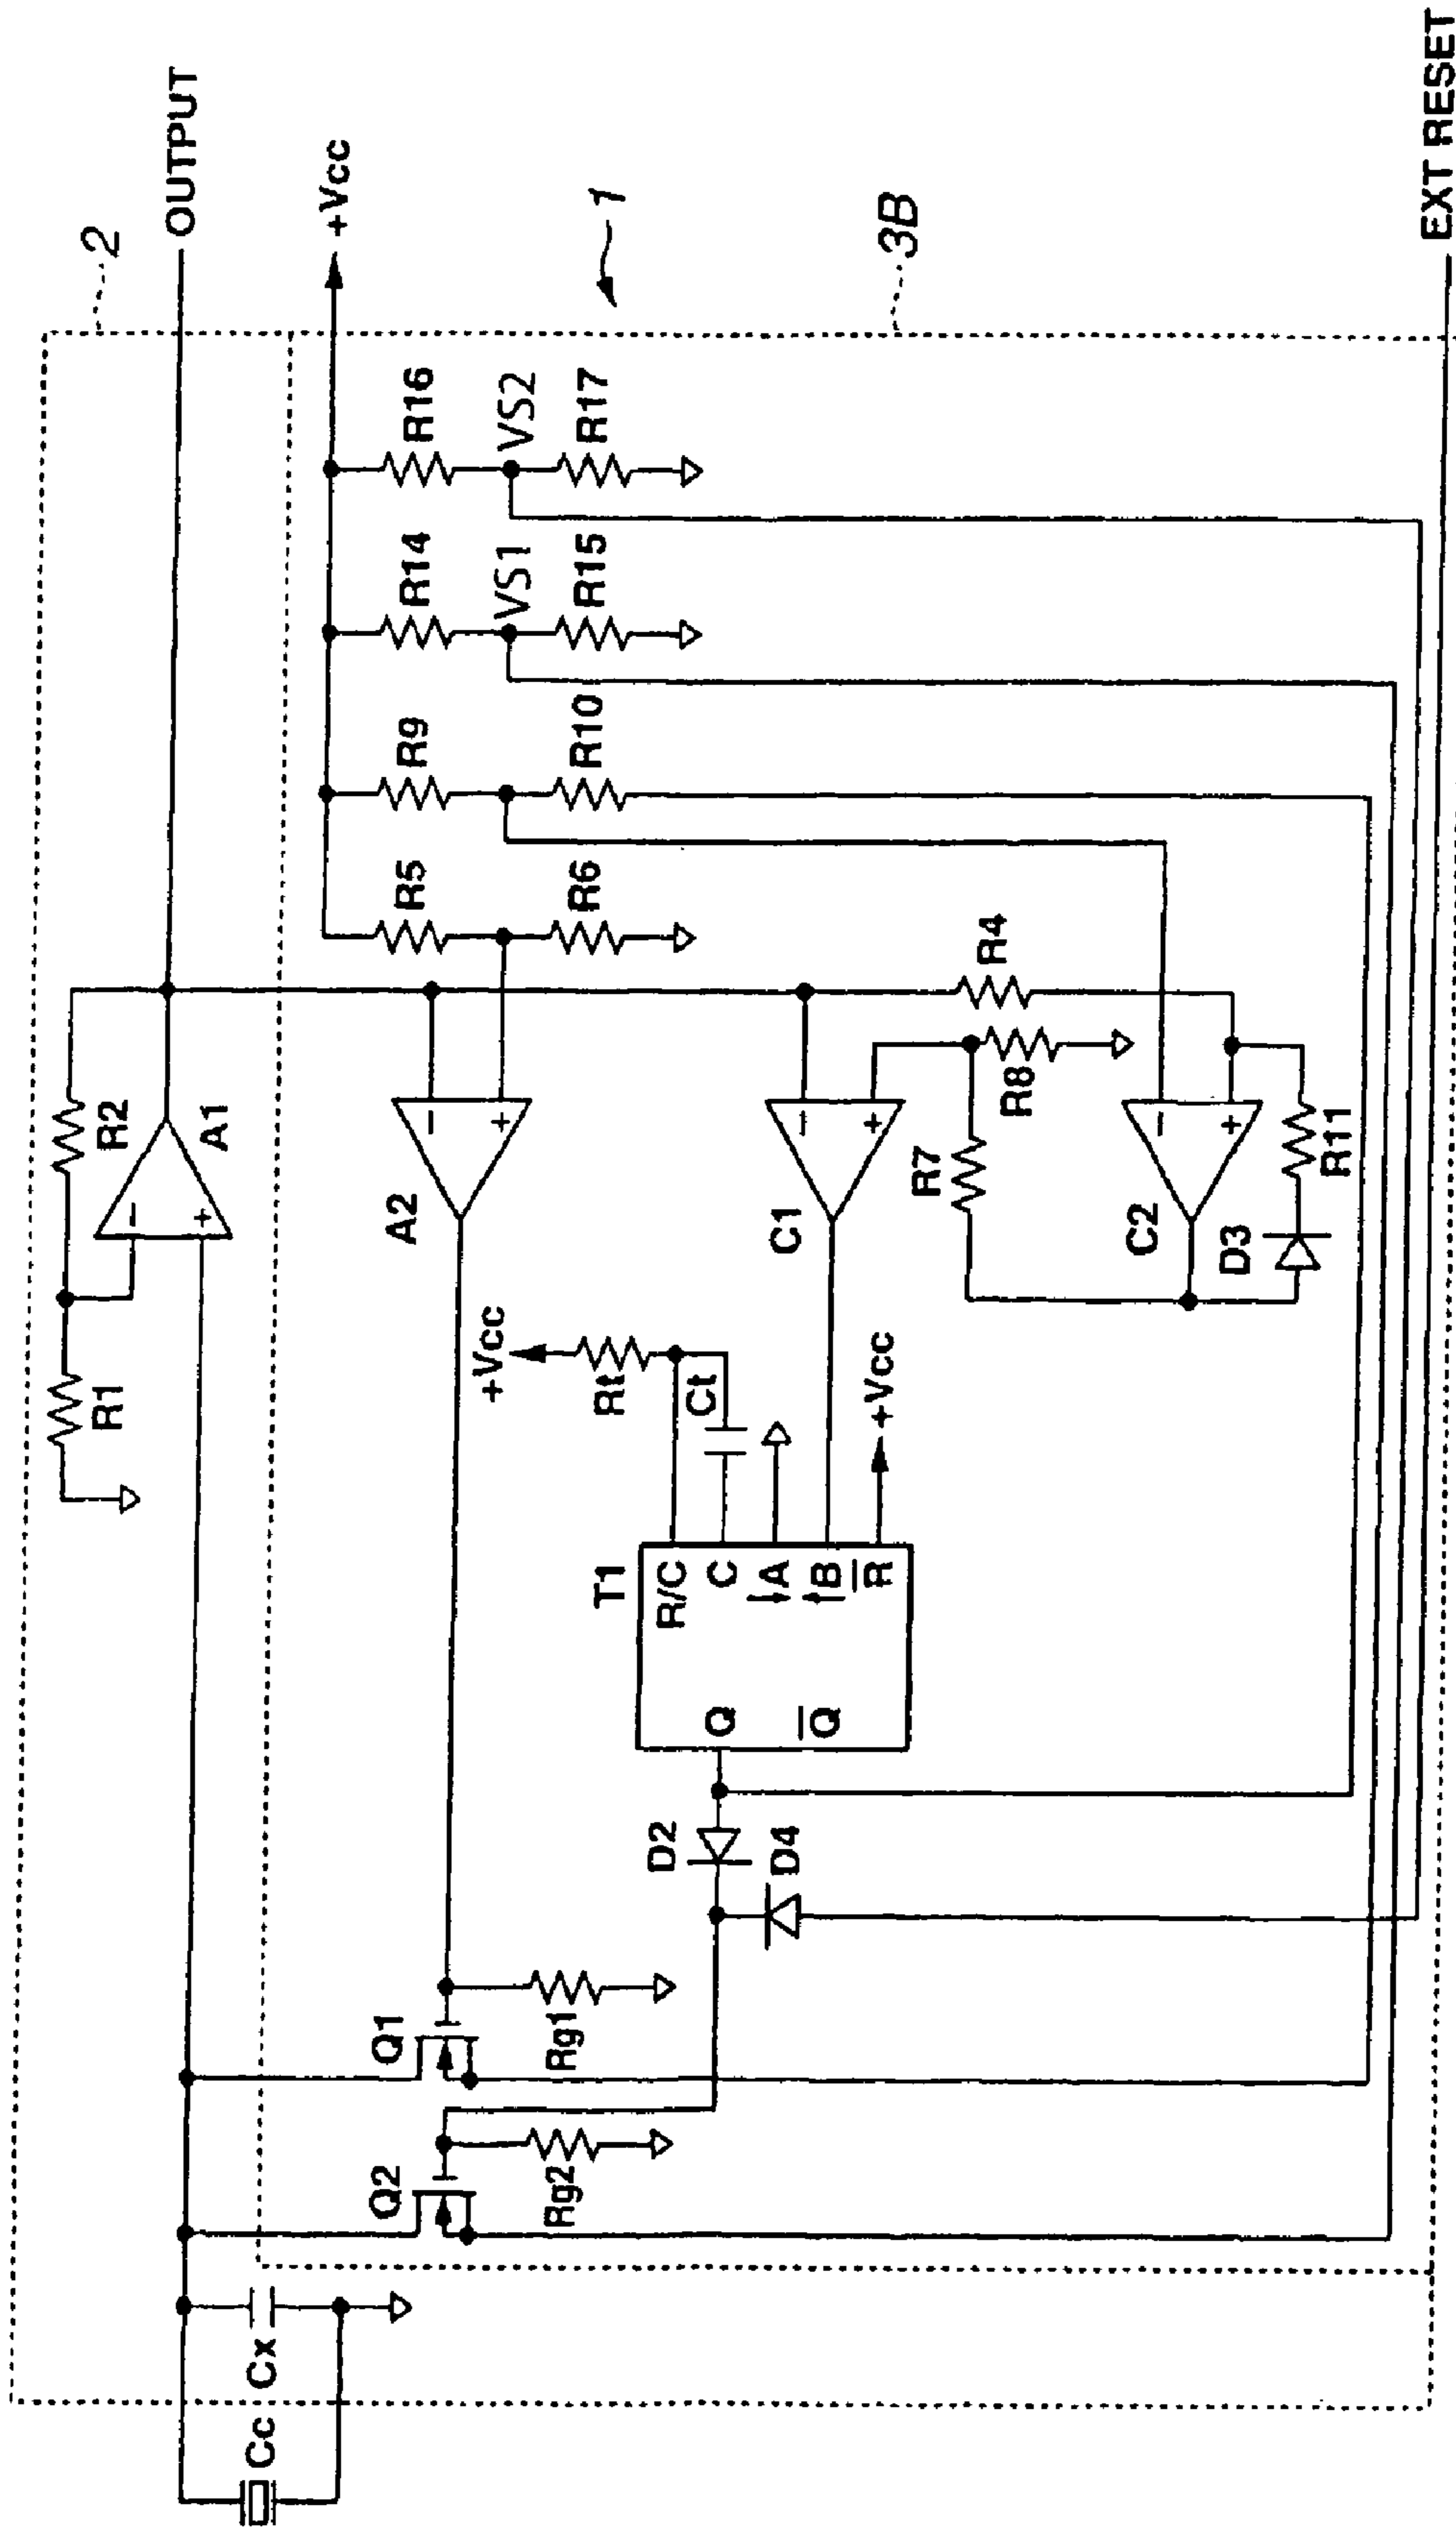 2
OUTPUT
+Vcc
1
3B
R2
R1
A1
−
+
R16
VS2
R17
R14
VS1
R15
R9
R10
R5
R6
R4
A2
−
+
C1
−
+
R8
R7
C2
−
+
R11
D3
+Vcc
Rt
Ct
T1
R/C
C
A
B
R
Q
Q
+Vcc
D2
D4
Q1
Rg1
Q2
Rg2
Cx
Cc
EXT RESET